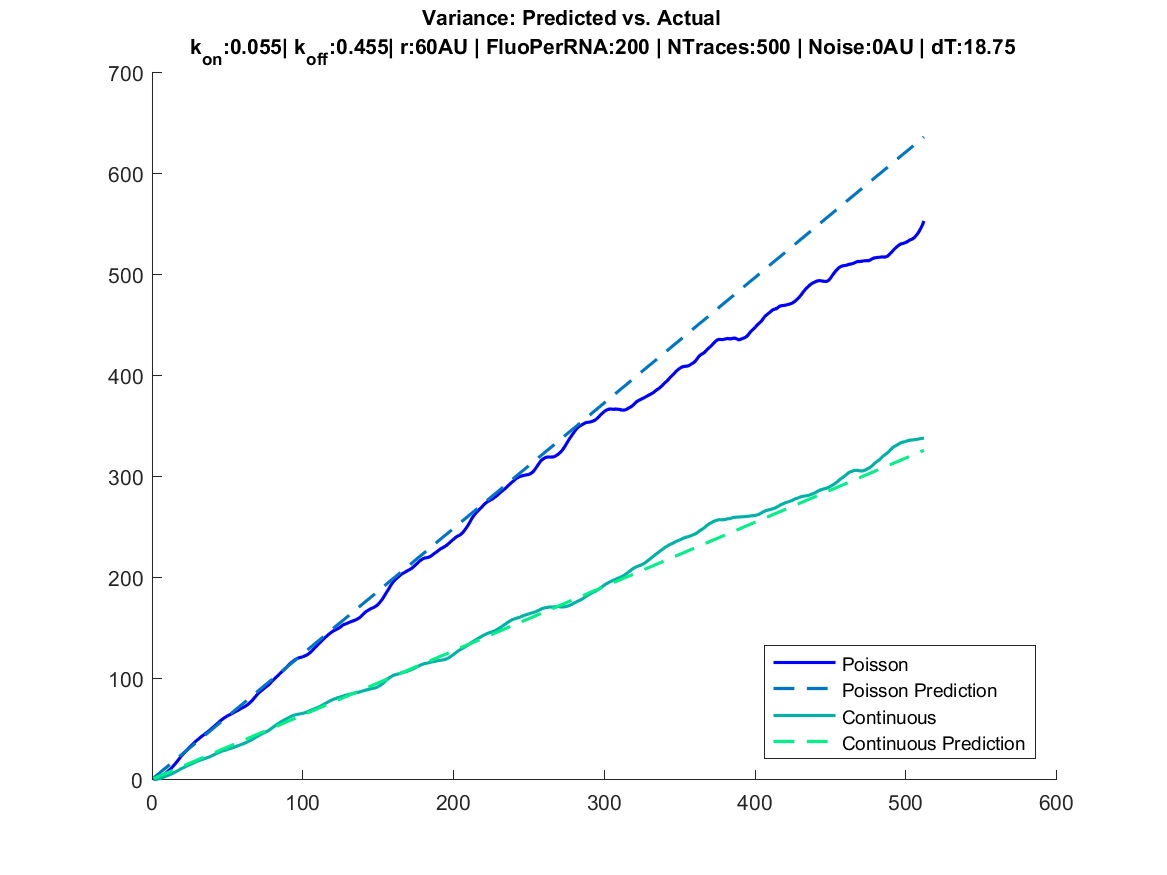 Variance: Predicted vs. Actual
k_on:0.055| k_off:0.455| r:60AU | FluoPerRNA:200 | NTraces:500 | Noise:0AU | dT:18.75
700
600
500
400
300
200
100
0
Poisson
Poisson Prediction
Continuous
Continuous Prediction
0 100 200 300 400 500 600